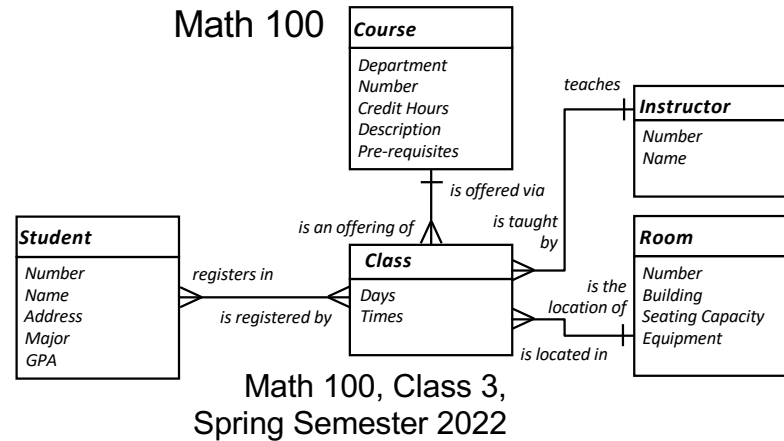 Math 100
Course
Department
Number
Credit Hours
Description
Pre-requisites
teaches
Instructor
Number
Name
is offered via
is an offering of
is taught
by
Student
Number
Name
Address
Major
GPA
registers in
is registered by
Class
Days
Times
Room
Number
Building
Seating Capacity
Equipment
is the
location of
is located in
Math 100, Class 3,
Spring Semester 2022